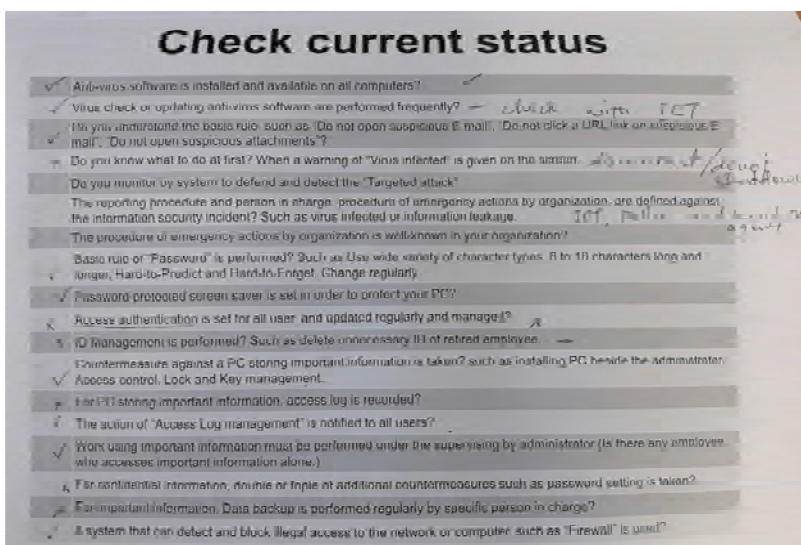 Check current status
Anti-virus software is installed and available on all computers?
Virus check or updating anti-virus software are performed frequently? – check with ICT
Do you understand the basic rule, such as "Do not open suspicious E
mail", "Do not click a URL link on suspicious E
mail", "Do not open suspicious attachments"?
Do you know what to do at first? When a warning of "Virus infected" is given on the screen.
Do you monitor by system to defend and detect the "Targeted attack"
The reporting procedure and person in charge, procedure of emergency actions by organization, are defined against
the information security incident? Such as virus infected or information leakage. ICT,
The procedure of emergency actions by organization is well-known in your organization?
Basic rule of "Password" is performed? Such as Use wide variety of character types, 8 to 16 characters long and
longer, Hard-to-Predict and Hard-to-Forget, Change regularly
Password-protected screen saver is set in order to protect your PC?
Access authentication is set for all user, and updated regularly and managed?
ID Management is performed? Such as delete unnecessary ID of retired employee.
Countermeasure against a PC storing important information is taken? such as installing PC beside the administrator,
Access control, Lock and Key management.
For PC storing important information, access log is recorded?
The action of "Access Log management" is notified to all users?
Work using important information must be performed under the supervising by administrator (Is there any employee
who accesses important information alone.)
For confidential information, double or triple of additional countermeasures such as password setting is taken?
For important information, Data backup is performed regularly by specific person in charge?
A system that can detect and block illegal access to the network or computer, such as "Firewall" is used?